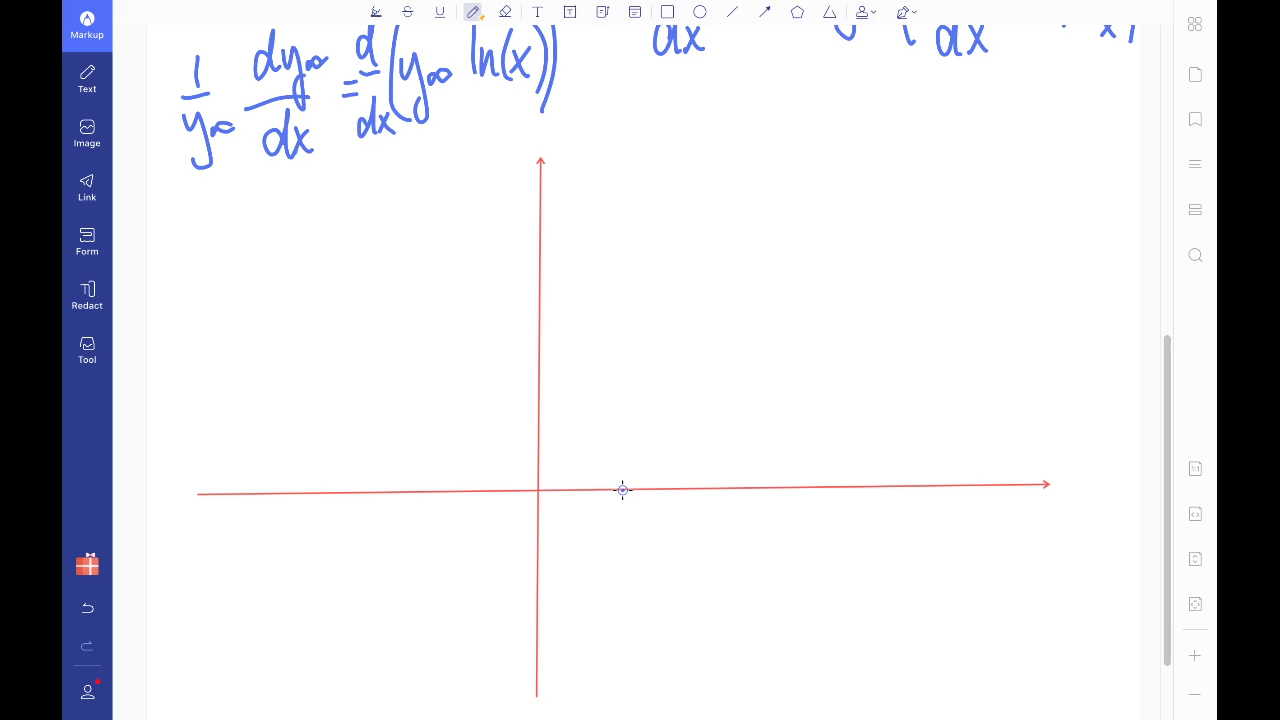 Markup
Text
Image
Link
Form
Redact
Tool
1/y∞ dy∞/dx = d/dx (y∞ ln(x))
dx
dx